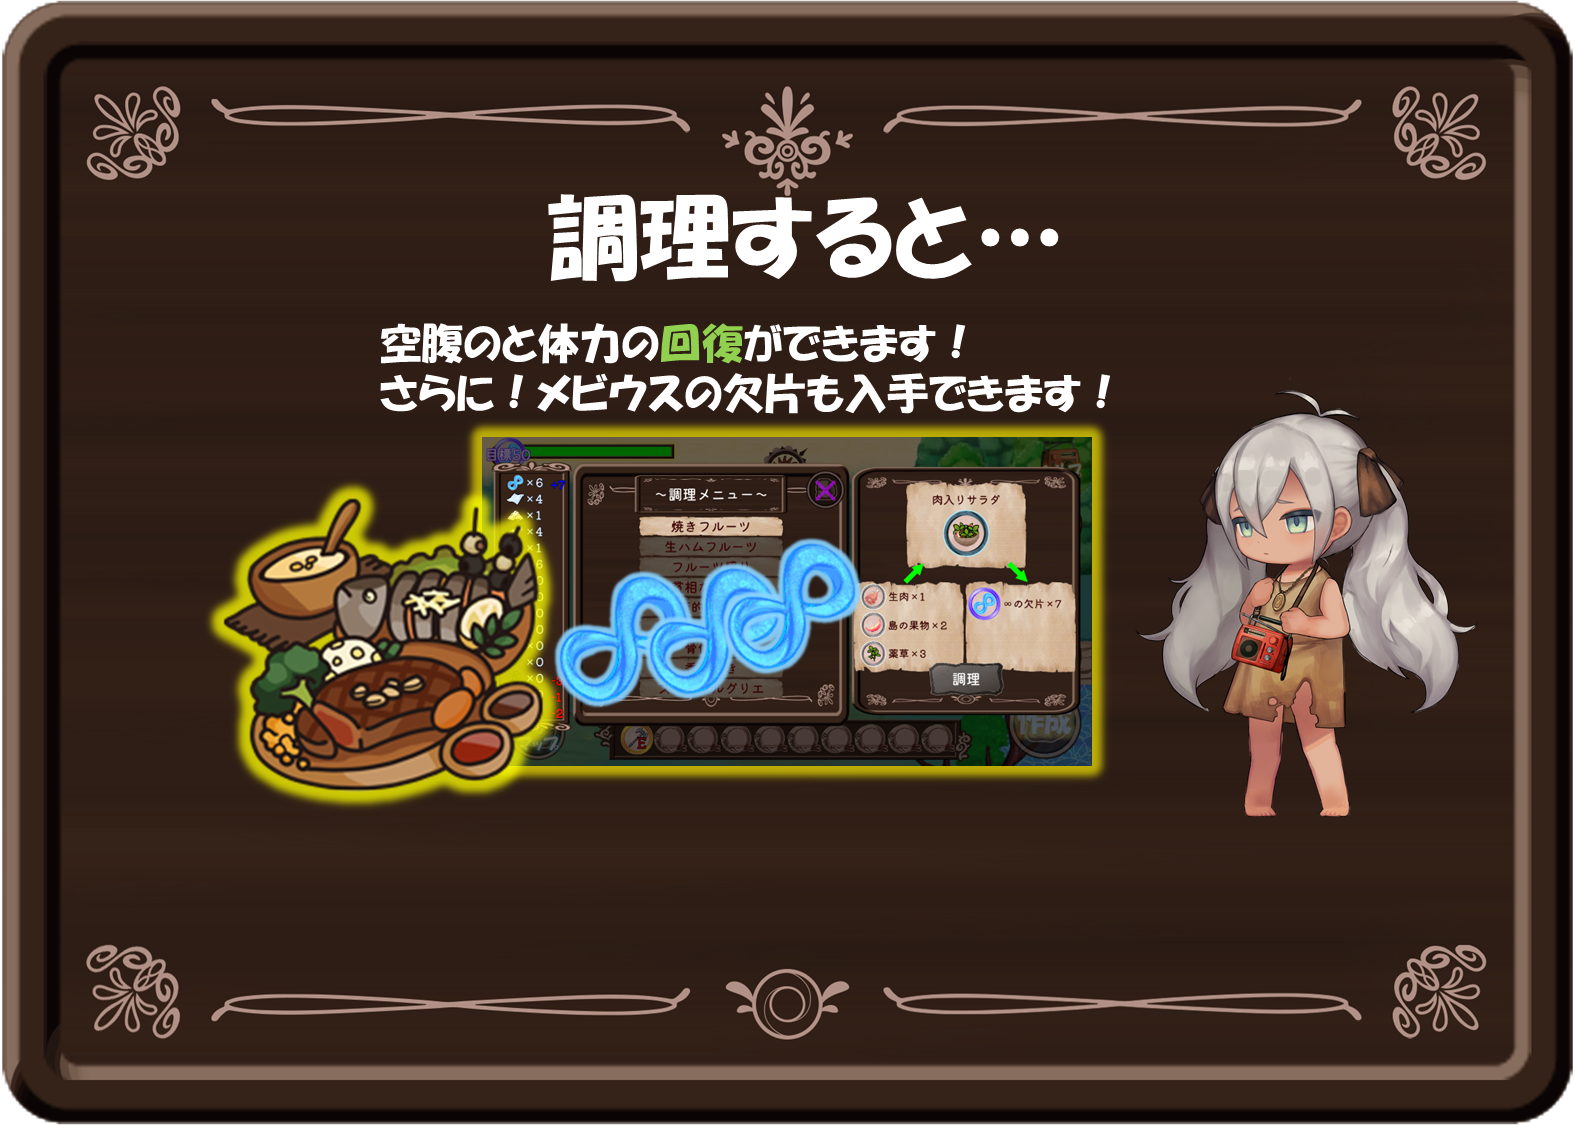 調理すると…
空腹のと体力の回復ができます！
さらに！メビウスの欠片も入手できます！
×6 +7
×4
×1
×4
～調理メニュー～
焼きフルーツ
生ハムフルーツ
肉入りサラダ
生肉×1
島の果物×2
薬草×3
∞の欠片×7
調理
作成
E